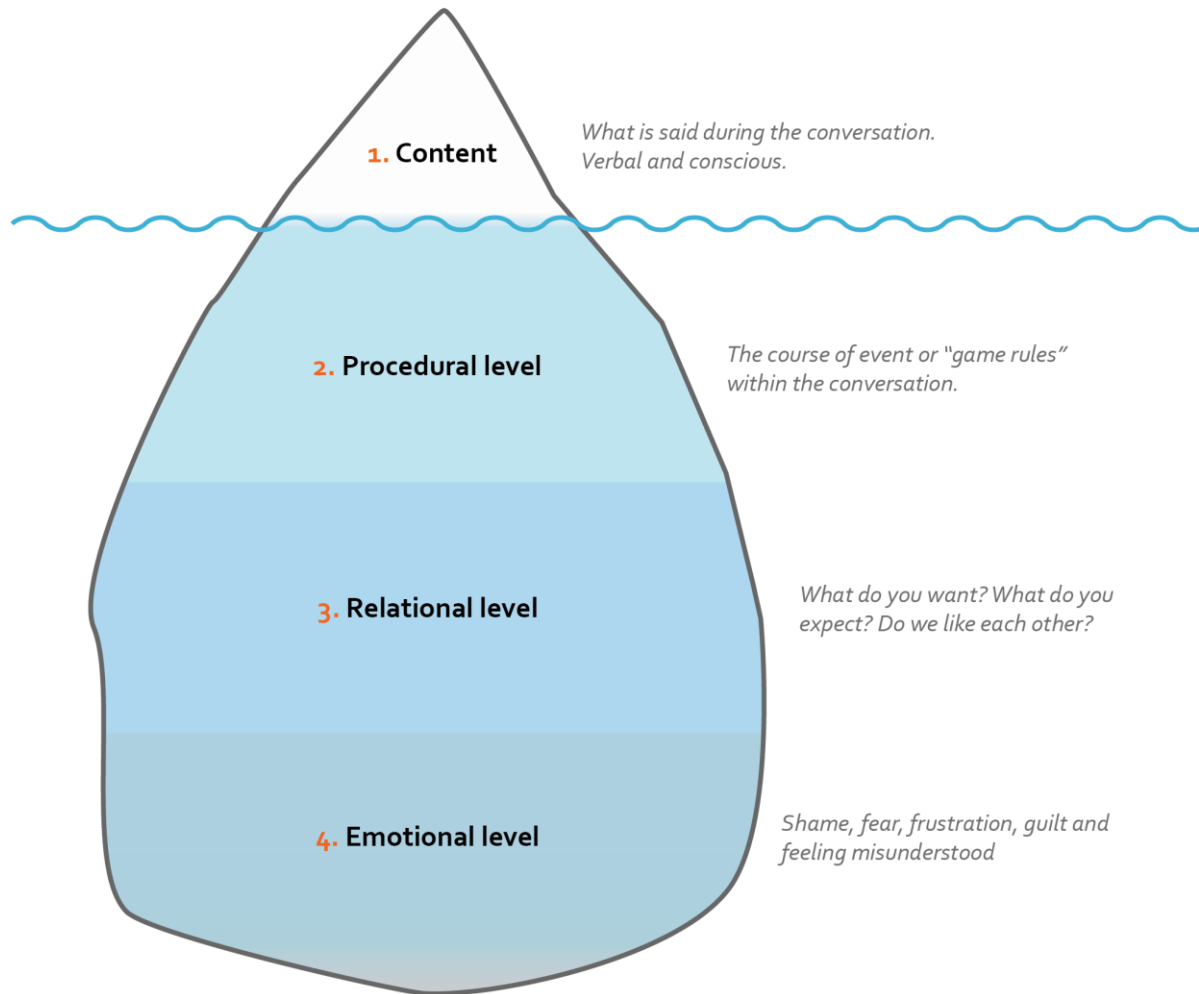 1. Content
What is said during the conversation.
Verbal and conscious.
2. Procedural level
The course of event or “game rules”
within the conversation.
3. Relational level
What do you want? What do you
expect? Do we like each other?
4. Emotional level
Shame, fear, frustration, guilt and
feeling misunderstood